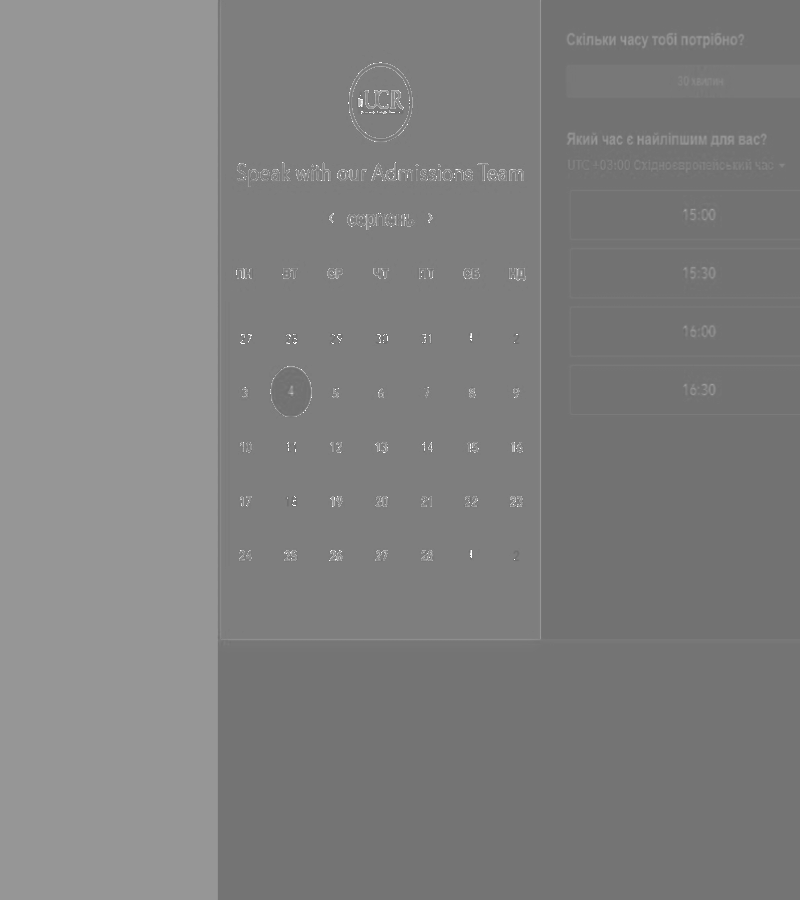 UCR
Speak with our Admissions Team
серпень
ПН ВТ СР ЧТ ПТ СБ НД
27 28 29 30 31 1 2
3 4 5 6 7 8 9
10 11 12 13 14 15 16
17 18 19 20 21 22 23
24 25 26 27 28 1 2
Скільки часу тобі потрібно?
30 хвилин
Який час є найліпшим для вас?
UTC +03:00 Східноєвропейський час
15:00
15:30
16:00
16:30